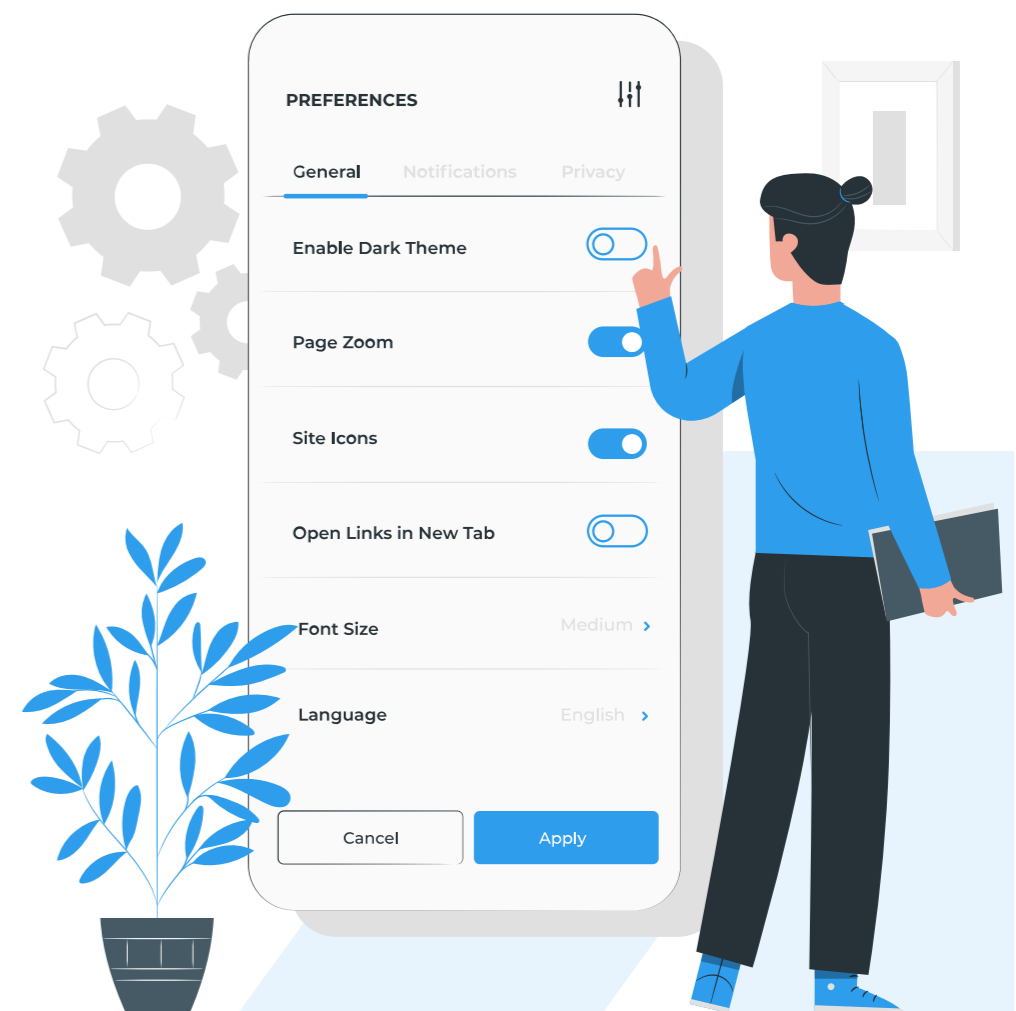 PREFERENCES
General Notifications Privacy
Enable Dark Theme
Page Zoom
Site Icons
Open Links in New Tab
Font Size Medium
Language English
Cancel Apply